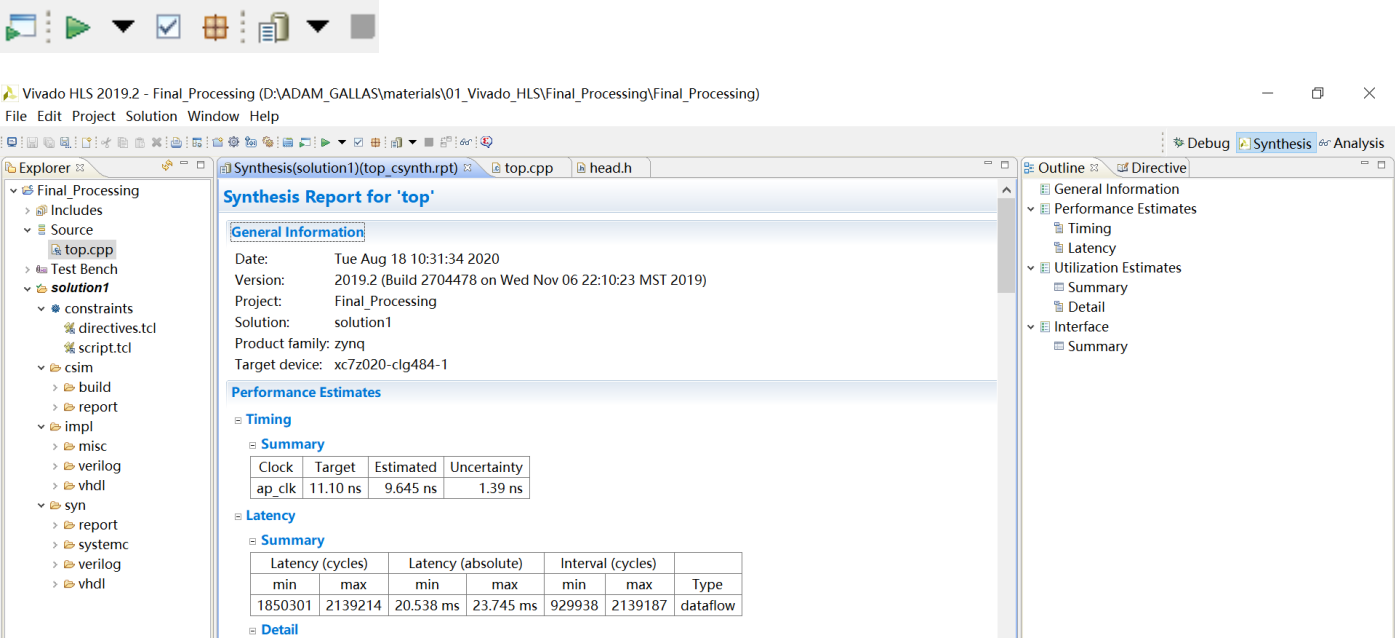 Vivado HLS 2019.2 - Final_Processing (D:\ADAM_GALLAS\materials\01_Vivado_HLS\Final_Processing\Final_Processing)
File Edit Project Solution Window Help
Debug Synthesis Analysis
Explorer
Final_Processing
Includes
Source
top.cpp
Test Bench
solution1
constraints
directives.tcl
script.tcl
csim
build
report
impl
misc
verilog
vhdl
syn
report
systemc
verilog
vhdl
Synthesis(solution1)(top_csynth.rpt) top.cpp head.h
Synthesis Report for 'top'
General Information
Date: Tue Aug 18 10:31:34 2020
Version: 2019.2 (Build 2704478 on Wed Nov 06 22:10:23 MST 2019)
Project: Final_Processing
Solution: solution1
Product family: zynq
Target device: xc7z020-clg484-1
Performance Estimates
Timing
Summary
Clock Target Estimated Uncertainty
ap_clk 11.10 ns 9.645 ns 1.39 ns
Latency
Summary
Latency (cycles) Latency (absolute) Interval (cycles)
min max min max min max Type
1850301 2139214 20.538 ms 23.745 ms 929938 2139187 dataflow
Detail
Outline Directive
General Information
Performance Estimates
Timing
Latency
Utilization Estimates
Summary
Detail
Interface
Summary